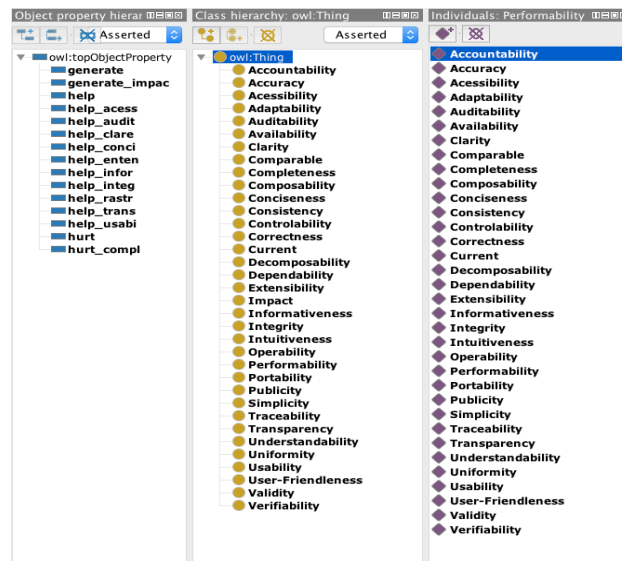 Object property hierar
Asserted
owl:topObjectProperty
generate
generate_impac
help
help_acess
help_audit
help_clare
help_conci
help_enten
help_infor
help_integ
help_rastr
help_trans
help_usabi
hurt
hurt_compl
Class hierarchy: owl:Thing
Asserted
owl:Thing
Accountability
Accuracy
Acessibility
Adaptability
Auditability
Availability
Clarity
Comparable
Completeness
Composability
Conciseness
Consistency
Controlability
Correctness
Current
Decomposability
Dependability
Extensibility
Impact
Informativeness
Integrity
Intuitiveness
Operability
Performability
Portability
Publicity
Simplicity
Traceability
Transparency
Understandability
Uniformity
Usability
User-Friendleness
Validity
Verifiability
Individuals: Performability
Accountability
Accuracy
Acessibility
Adaptability
Auditability
Availability
Clarity
Comparable
Completeness
Composability
Conciseness
Consistency
Controlability
Correctness
Current
Decomposability
Dependability
Extensibility
Informativeness
Integrity
Intuitiveness
Operability
Performability
Portability
Publicity
Simplicity
Traceability
Transparency
Understandability
Uniformity
Usability
User-Friendleness
Validity
Verifiability